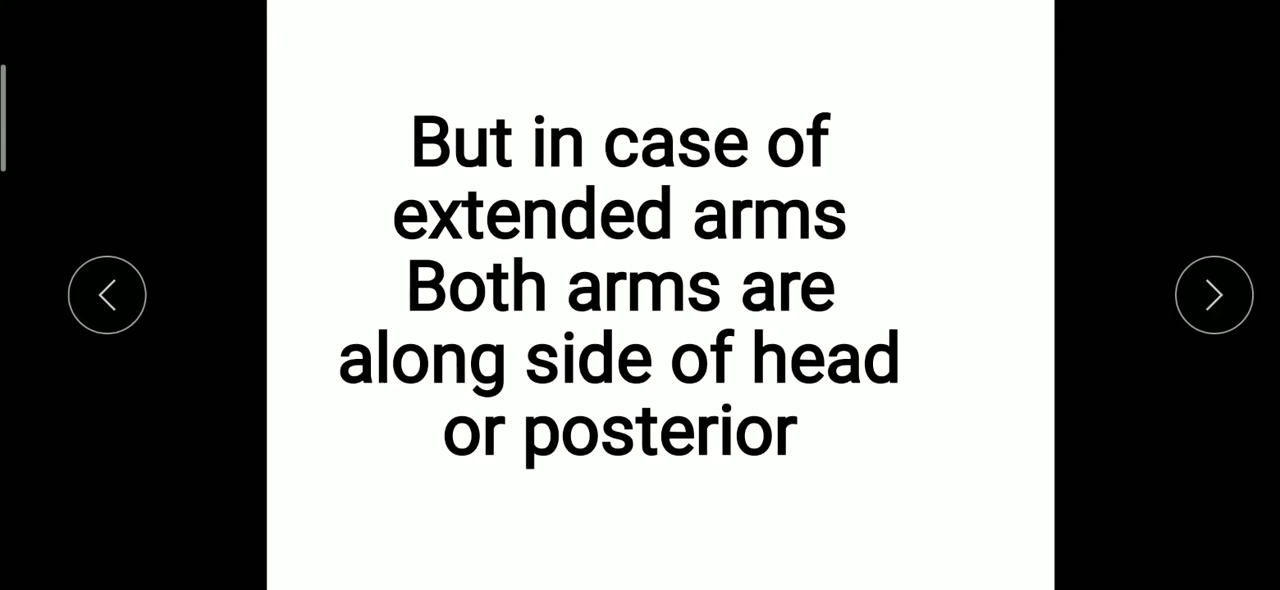 But in case of
extended arms
Both arms are
along side of head
or posterior